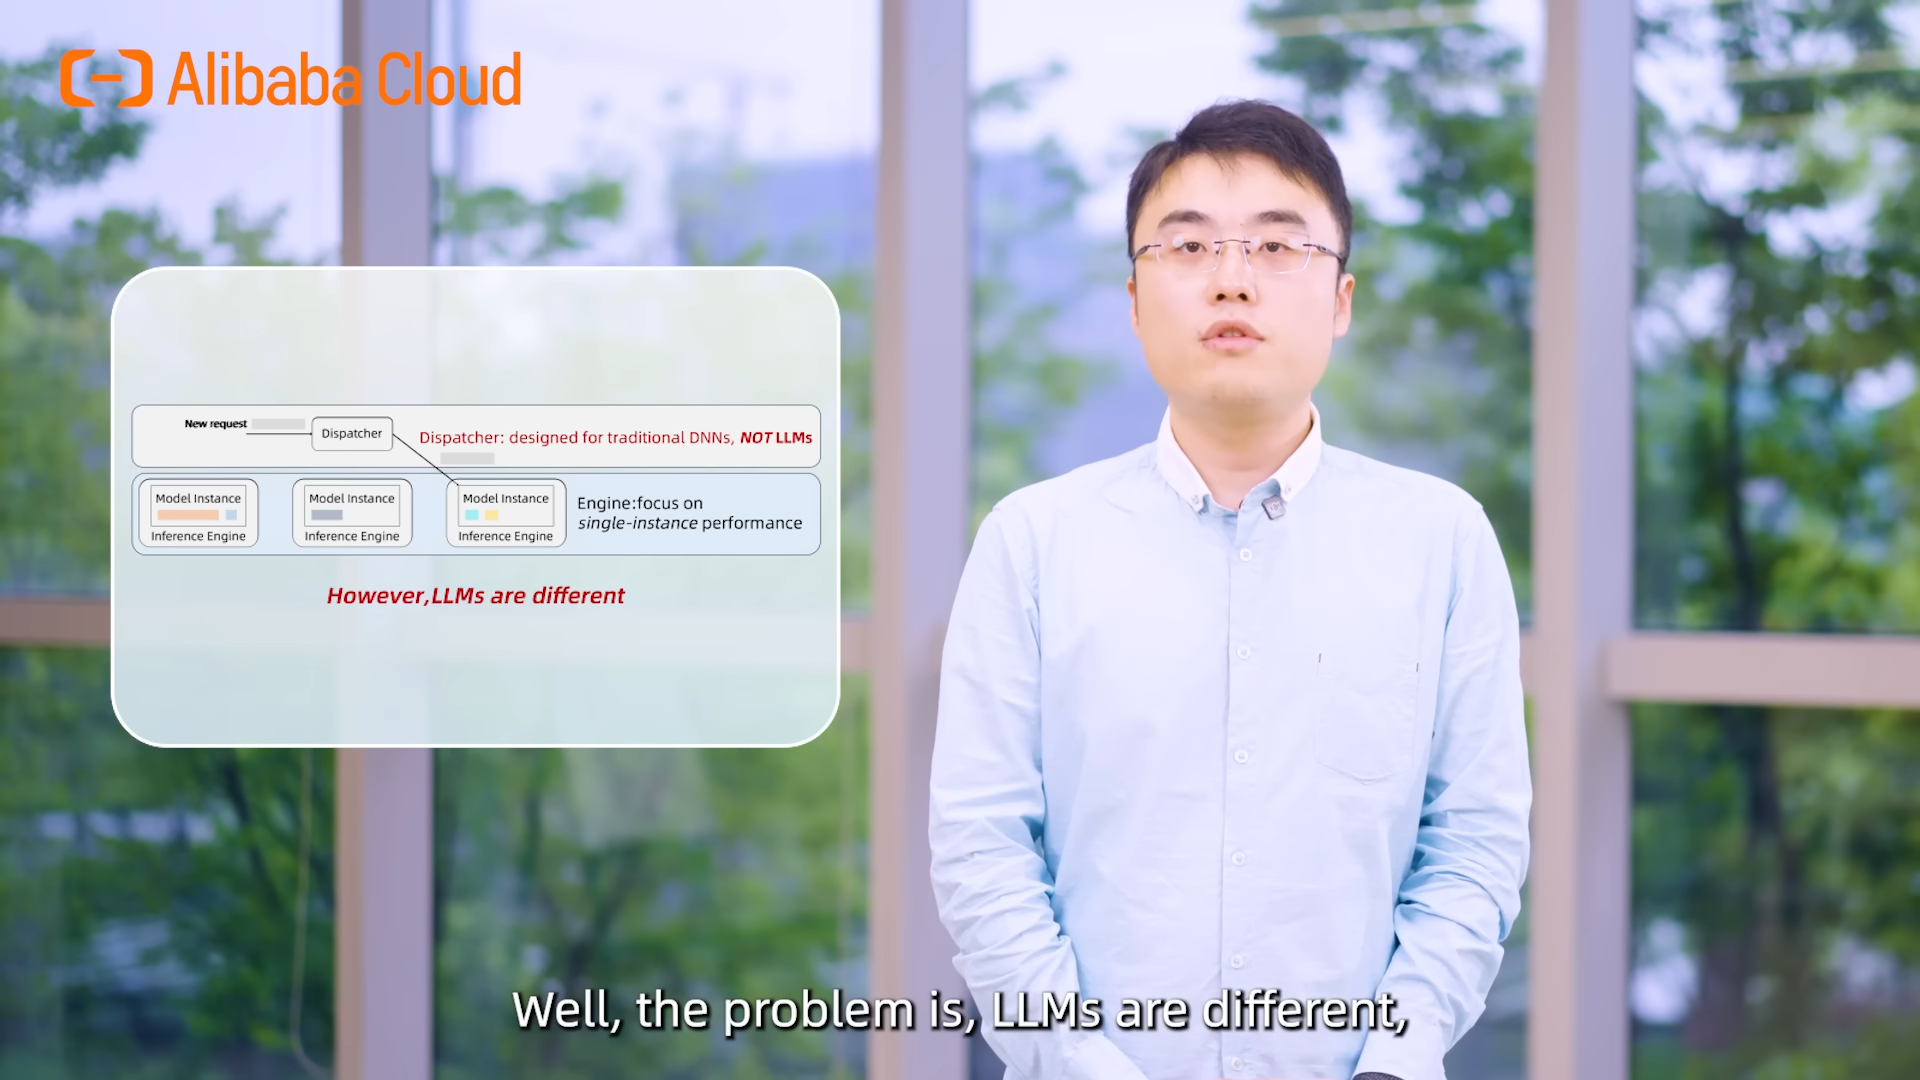 Alibaba Cloud
New request
Dispatcher
Dispatcher: designed for traditional DNNs, NOT LLMs
Model Instance
Inference Engine
Model Instance
Inference Engine
Model Instance
Inference Engine
Engine:focus on
single-instance performance
However,LLMs are different
Well, the problem is, LLMs are different,